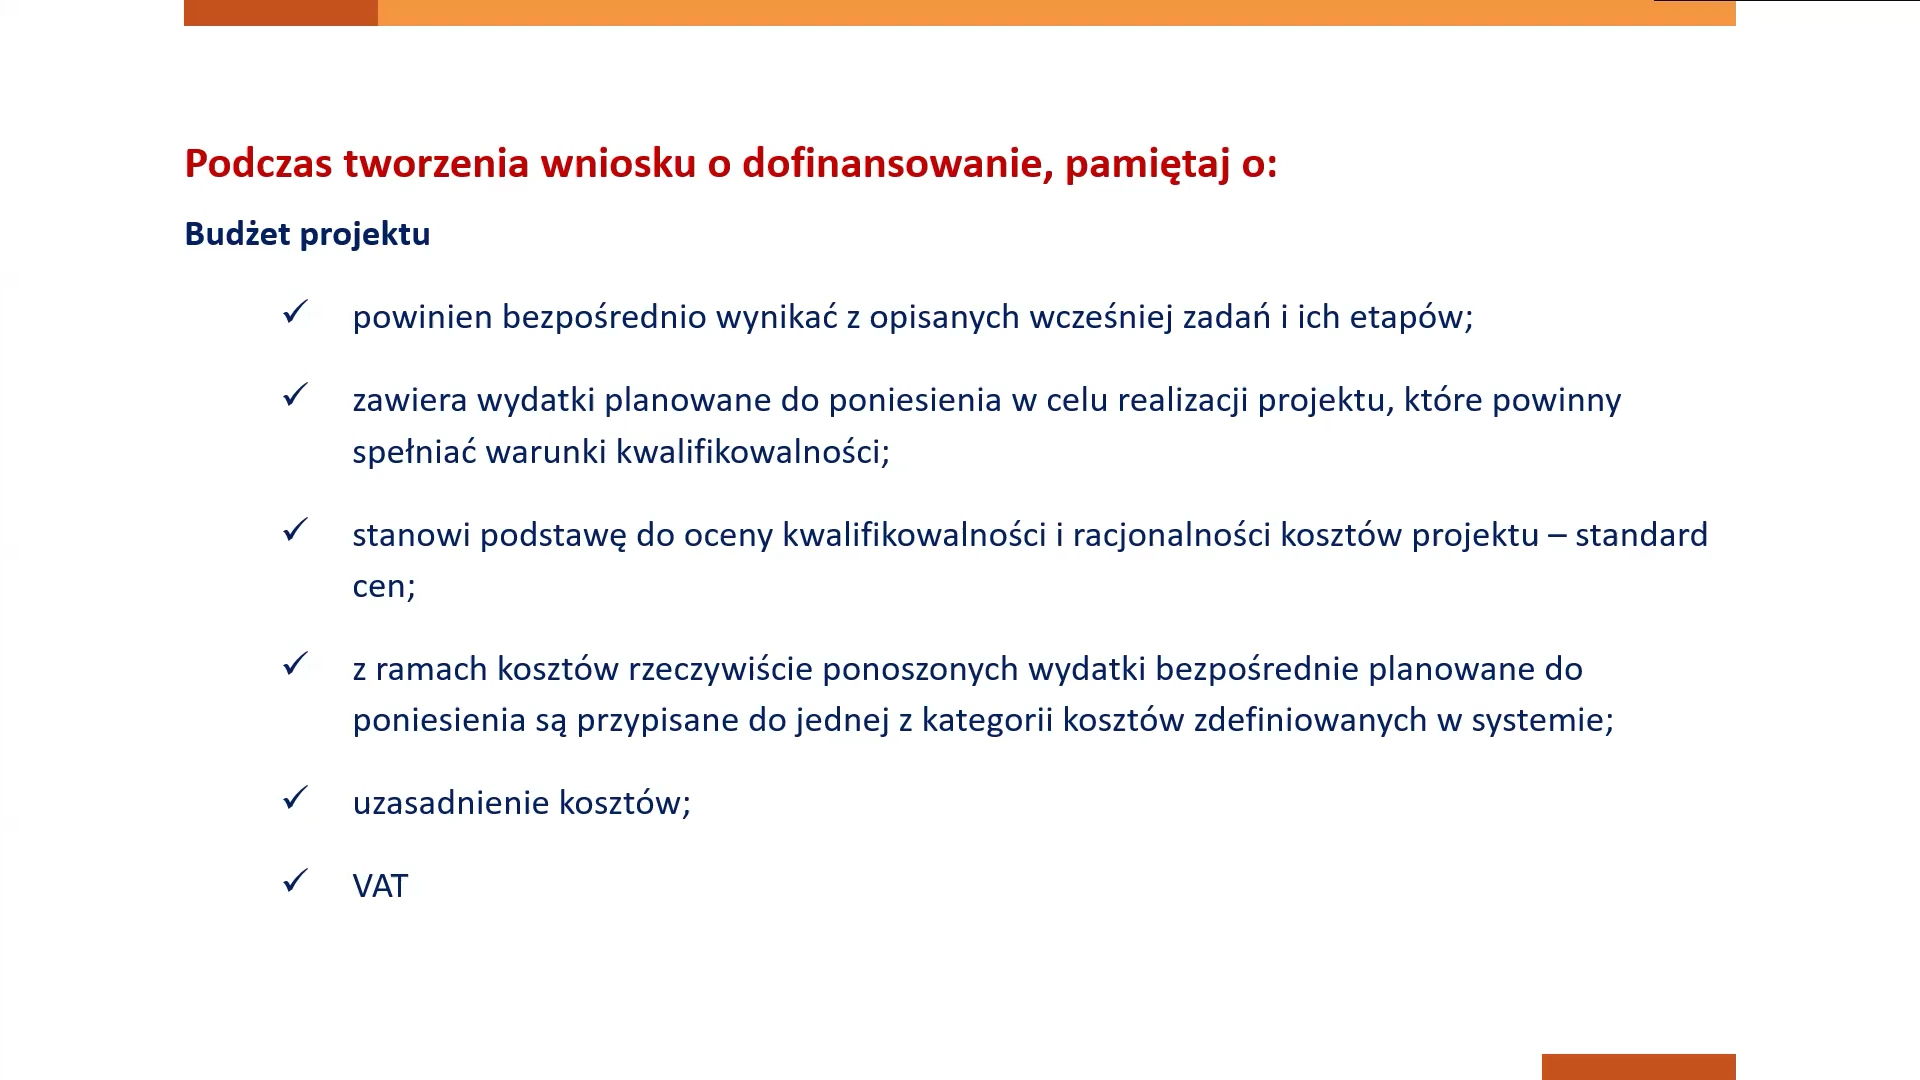 Podczas tworzenia wniosku o dofinansowanie, pamiętaj o:
Budżet projektu
✓ powinien bezpośrednio wynikać z opisanych wcześniej zadań i ich etapów;
✓ zawiera wydatki planowane do poniesienia w celu realizacji projektu, które powinny
spełniać warunki kwalifikowalności;
✓ stanowi podstawę do oceny kwalifikowalności i racjonalności kosztów projektu – standard
cen;
✓ z ramach kosztów rzeczywiście ponoszonych wydatki bezpośrednie planowane do
poniesienia są przypisane do jednej z kategorii kosztów zdefiniowanych w systemie;
✓ uzasadnienie kosztów;
✓ VAT